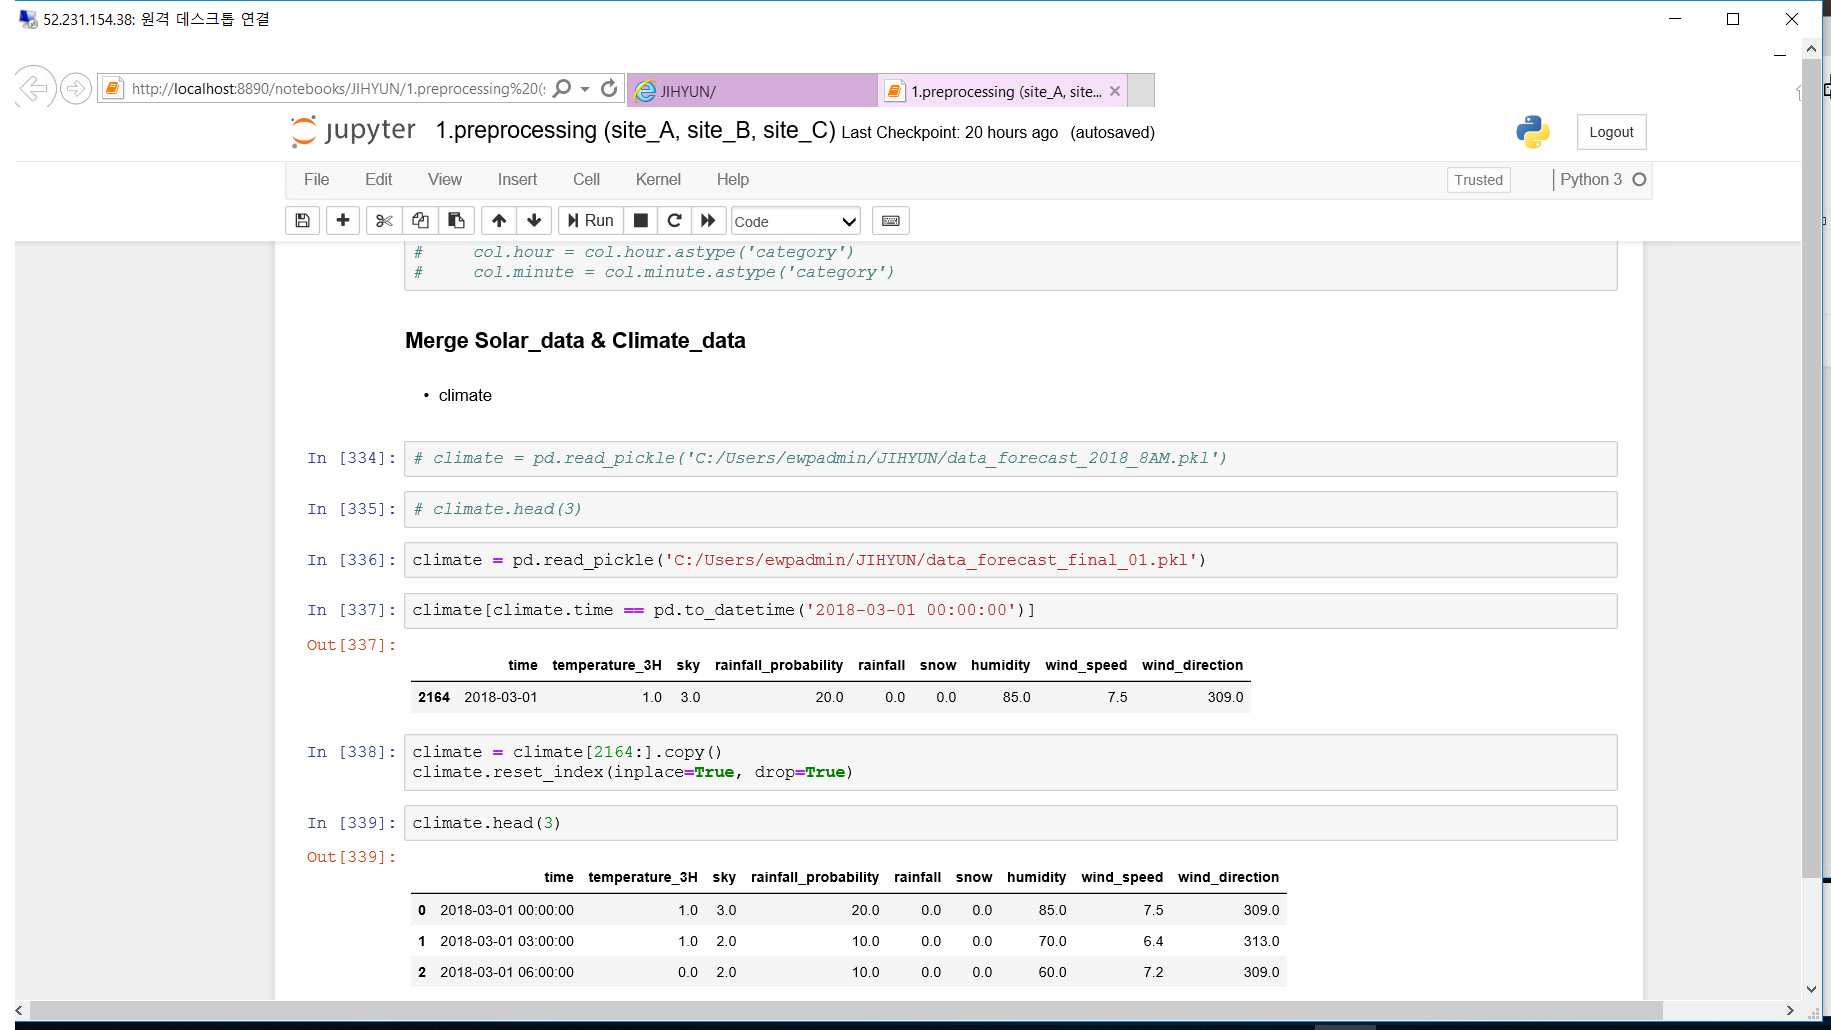 52.231.154.38: 원격 데스크톱 연결
http://localhost:8890/notebooks/JIHYUN/1.preprocessing%20(
JIHYUN/
1.preprocessing (site_A, site...
jupyter 1.preprocessing (site_A, site_B, site_C) Last Checkpoint: 20 hours ago (autosaved)
Logout
File Edit View Insert Cell Kernel Help
Trusted
Python 3
Run
Code
#     col.hour = col.hour.astype('category')
#     col.minute = col.minute.astype('category')
Merge Solar_data & Climate_data
• climate
In [334]: # climate = pd.read_pickle('C:/Users/ewpadmin/JIHYUN/data_forecast_2018_8AM.pkl')
In [335]: # climate.head(3)
In [336]: climate = pd.read_pickle('C:/Users/ewpadmin/JIHYUN/data_forecast_final_01.pkl')
In [337]: climate[climate.time == pd.to_datetime('2018-03-01 00:00:00')]
Out[337]:
time temperature_3H sky rainfall_probability rainfall snow humidity wind_speed wind_direction
2164 2018-03-01 1.0 3.0 20.0 0.0 0.0 85.0 7.5 309.0
In [338]: climate = climate[2164:].copy()
climate.reset_index(inplace=True, drop=True)
In [339]: climate.head(3)
Out[339]:
time temperature_3H sky rainfall_probability rainfall snow humidity wind_speed wind_direction
0 2018-03-01 00:00:00 1.0 3.0 20.0 0.0 0.0 85.0 7.5 309.0
1 2018-03-01 03:00:00 1.0 2.0 10.0 0.0 0.0 70.0 6.4 313.0
2 2018-03-01 06:00:00 0.0 2.0 10.0 0.0 0.0 60.0 7.2 309.0